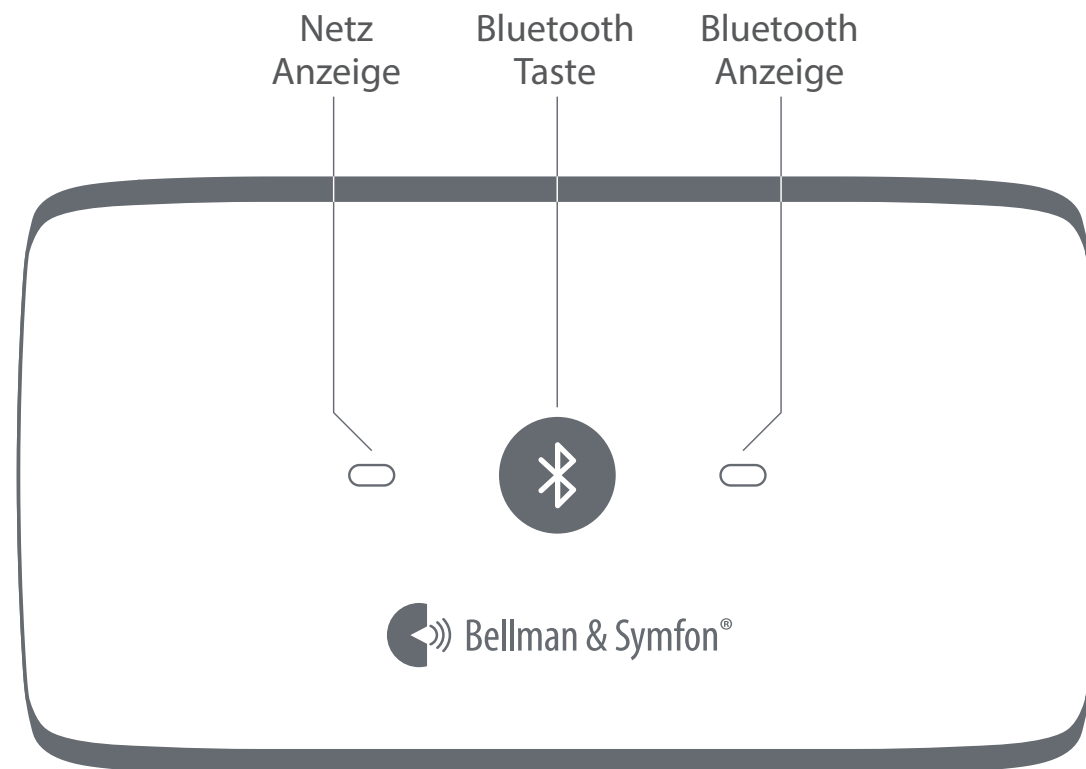 Netz
Anzeige
Bluetooth
Taste
Bluetooth
Anzeige
Bellman & Symfon®